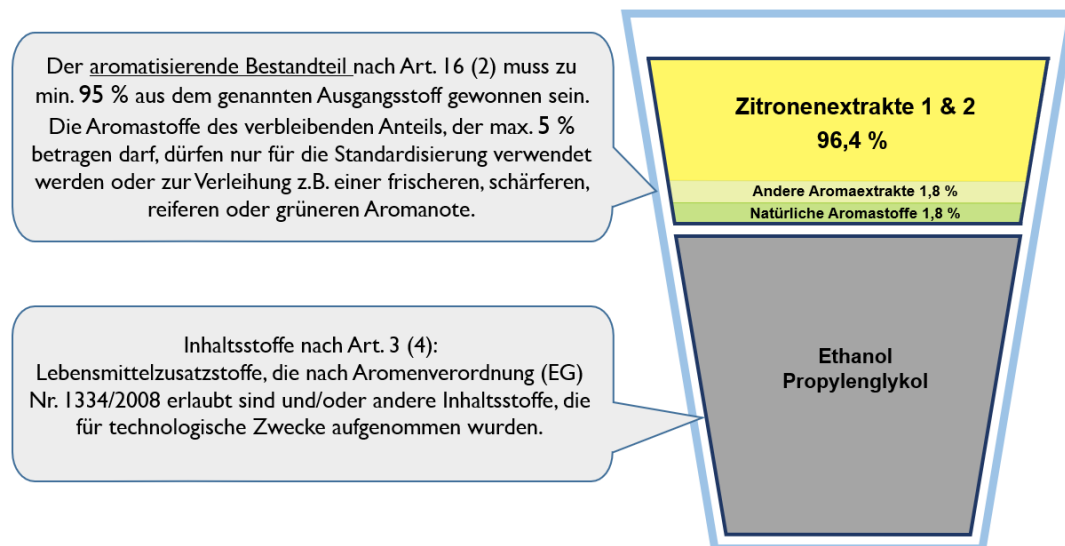 Der aromatisierende Bestandteil nach Art. 16 (2) muss zu
min. 95 % aus dem genannten Ausgangsstoff gewonnen sein.
Die Aromastoffe des verbleibenden Anteils, der max. 5 %
betragen darf, dürfen nur für die Standardisierung verwendet
werden oder zur Verleihung z.B. einer frischeren, schärferen,
reiferen oder grüneren Aromanote.
Zitronenextrakte 1 & 2
96,4 %
Andere Aromaextrakte 1,8 %
Natürliche Aromastoffe 1,8 %
Inhaltsstoffe nach Art. 3 (4):
Lebensmittelzusatzstoffe, die nach Aromenverordnung (EG)
Nr. 1334/2008 erlaubt sind und/oder andere Inhaltsstoffe, die
für technologische Zwecke aufgenommen wurden.
Ethanol
Propylenglykol